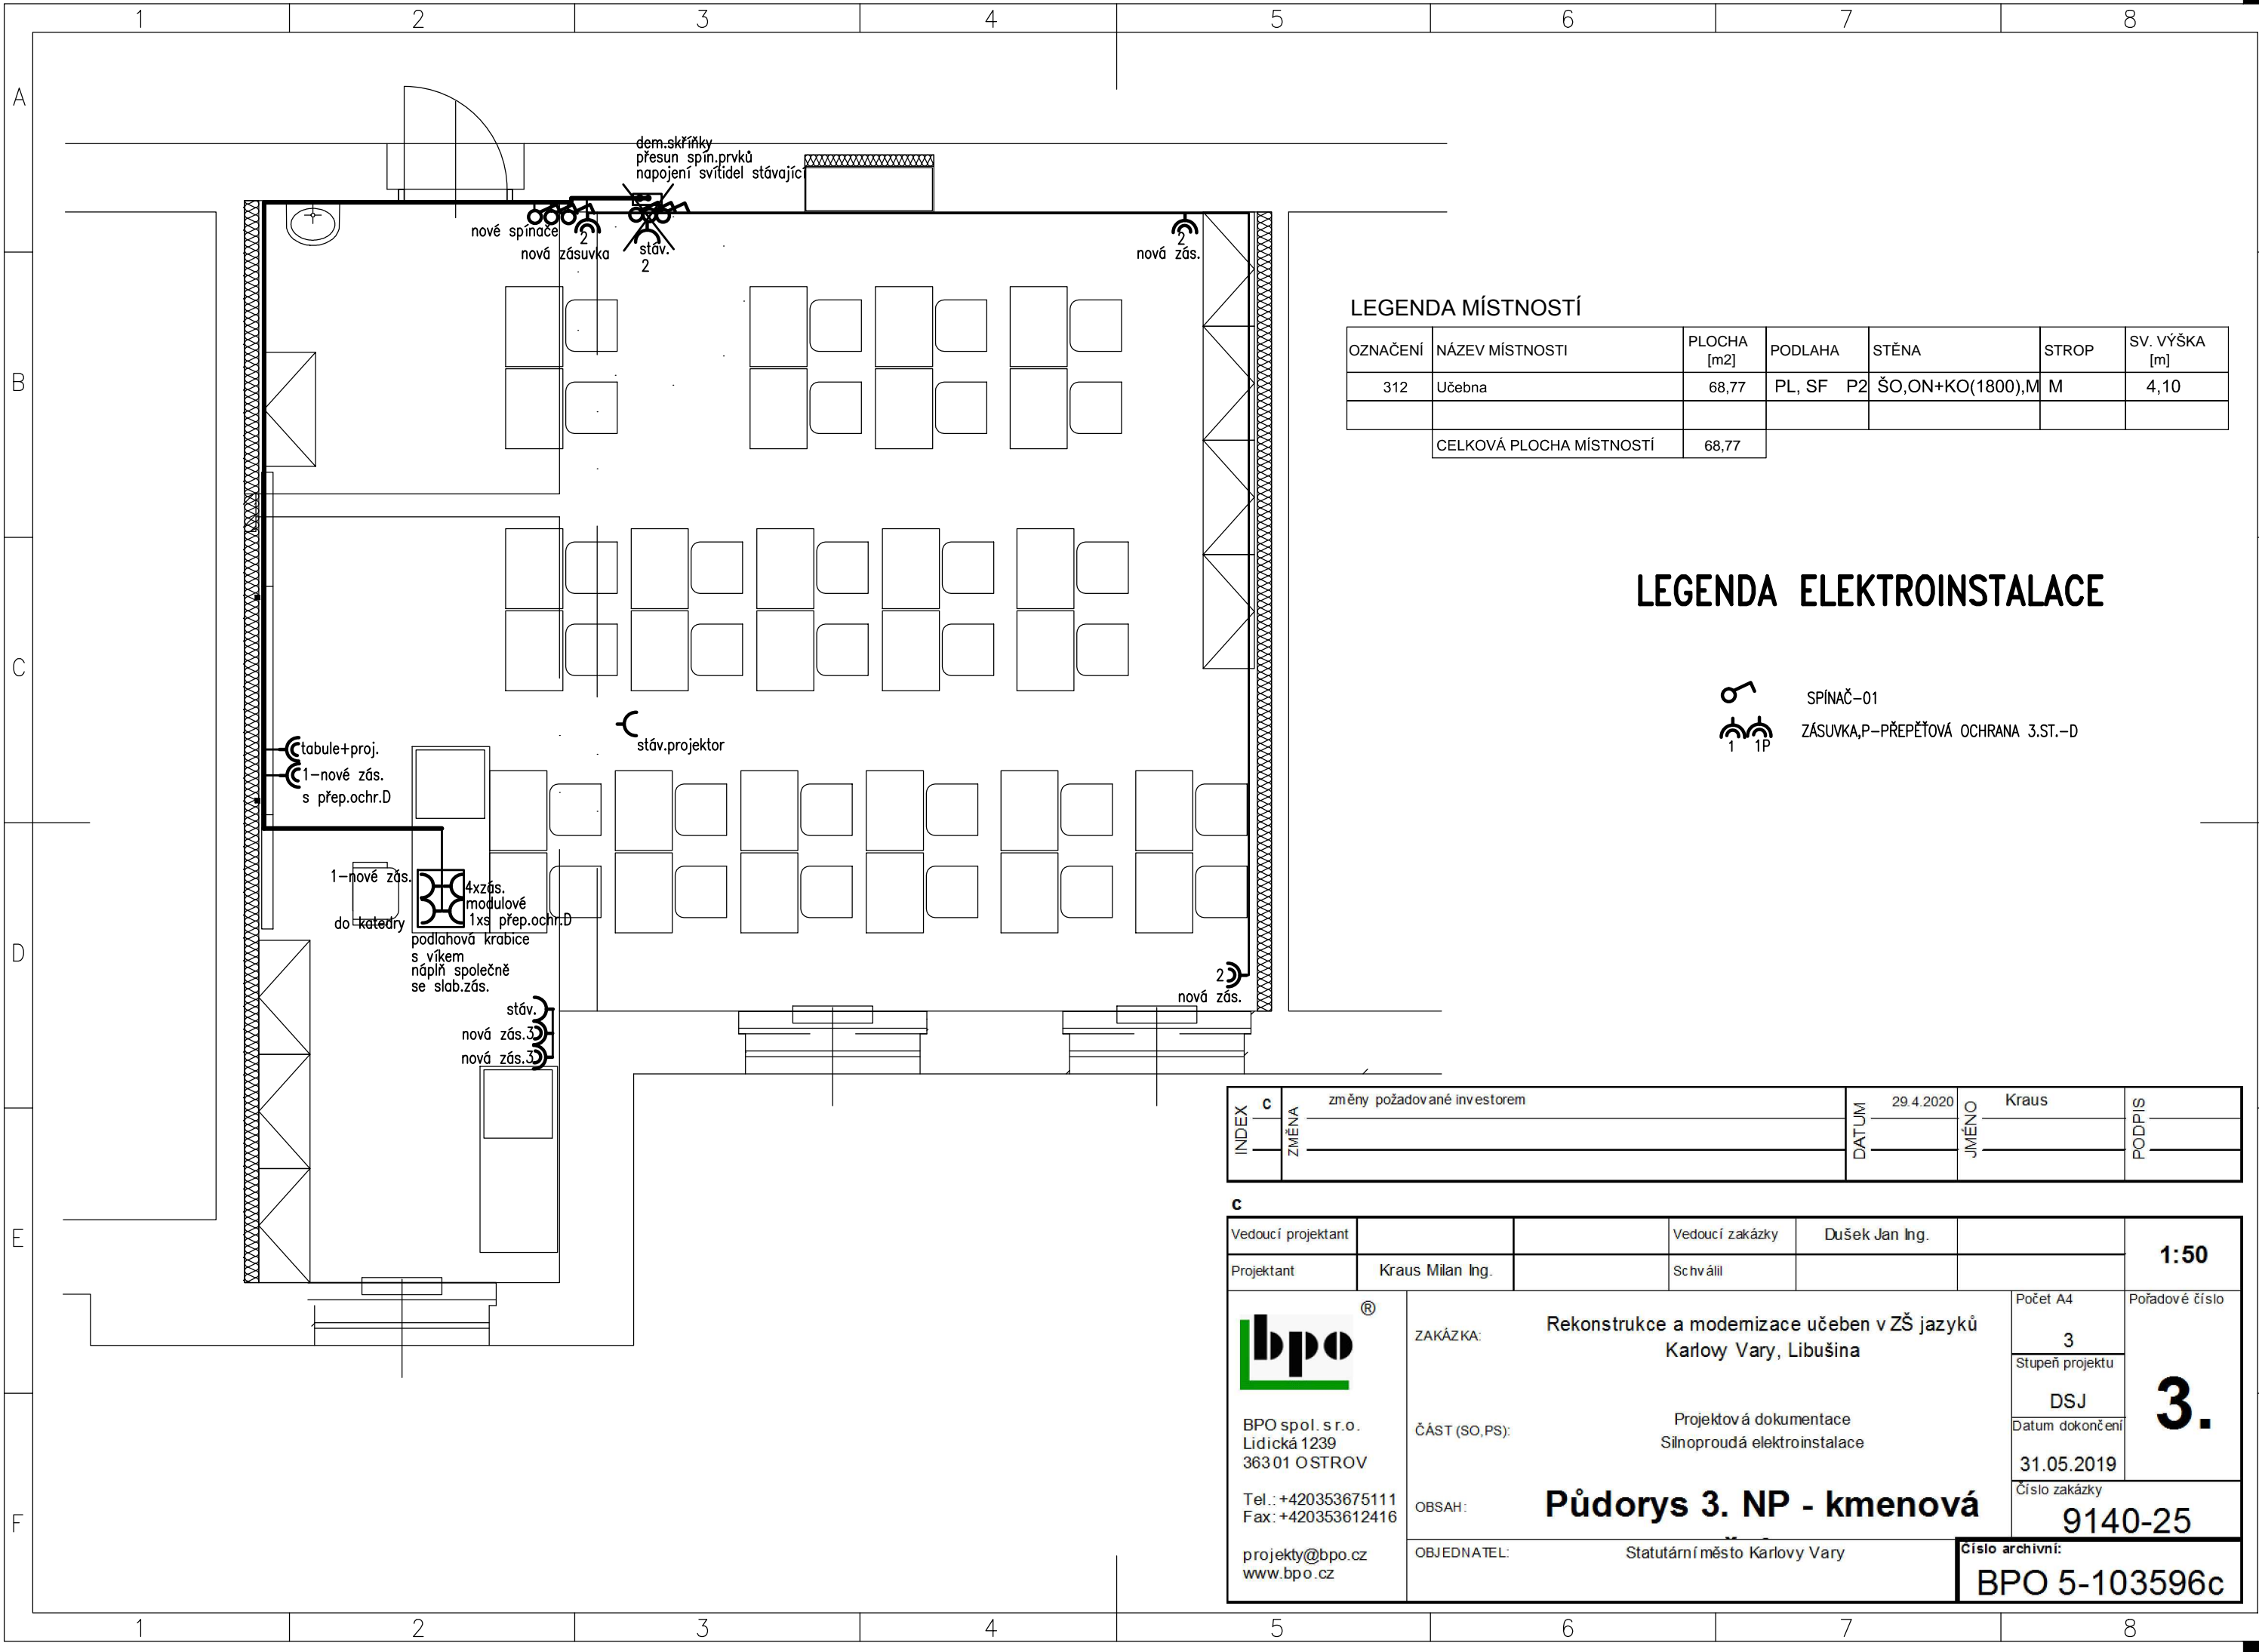 1 2 3 4 5 6 7 8
A
B
C
D
E
F
dem.skříňky
přesun spín.prvků
napojení svítidel stávající
nové spínače
2
nová zásuvka
stáv.
2
2
nová zás.
LEGENDA MÍSTNOSTÍ
OZNAČENÍ NÁZEV MÍSTNOSTI PLOCHA [m2] PODLAHA STĚNA STROP SV. VÝŠKA [m]
312 Učebna 68,77 PL, SF P2 ŠO,ON+KO(1800),M M 4,10
CELKOVÁ PLOCHA MÍSTNOSTÍ 68,77
LEGENDA ELEKTROINSTALACE
SPÍNAČ-01
1 1P ZÁSUVKA,P-PŘEPĚŤOVÁ OCHRANA 3.ST.-D
stáv.projektor
tabule+proj.
1-nové zás.
s přep.ochr.D
1-nové zás.
do katedry
4xzás.
modulové
1xs přep.ochr.D
podlahová krabice
s víkem
náplň společně
se slab.zás.
stáv.
nová zás.3
nová zás.3
2
nová zás.
INDEX c ZMĚNA změny požadované investorem DATUM 29.4.2020 JMÉNO Kraus PODPIS
c
Vedoucí projektant Vedoucí zakázky Dušek Jan Ing. 1:50
Projektant Kraus Milan Ing. Schválil
bpo ®
BPO spol. s r.o.
Lidická 1239
363 01 OSTROV
Tel.: +420353675111
Fax: +420353612416
projekty@bpo.cz
www.bpo.cz
ZAKÁZKA: Rekonstrukce a modernizace učeben v ZŠ jazyků
Karlovy Vary, Libušina
ČÁST (SO,PS): Projektová dokumentace
Silnoproudá elektroinstalace
OBSAH: Půdorys 3. NP - kmenová
OBJEDNATEL: Statutární město Karlovy Vary
Počet A4
3
Stupeň projektu
DSJ
Datum dokončení
31.05.2019
Pořadové číslo
3.
Číslo zakázky
9140-25
Číslo archivní:
BPO 5-103596c
1 2 3 4 5 6 7 8